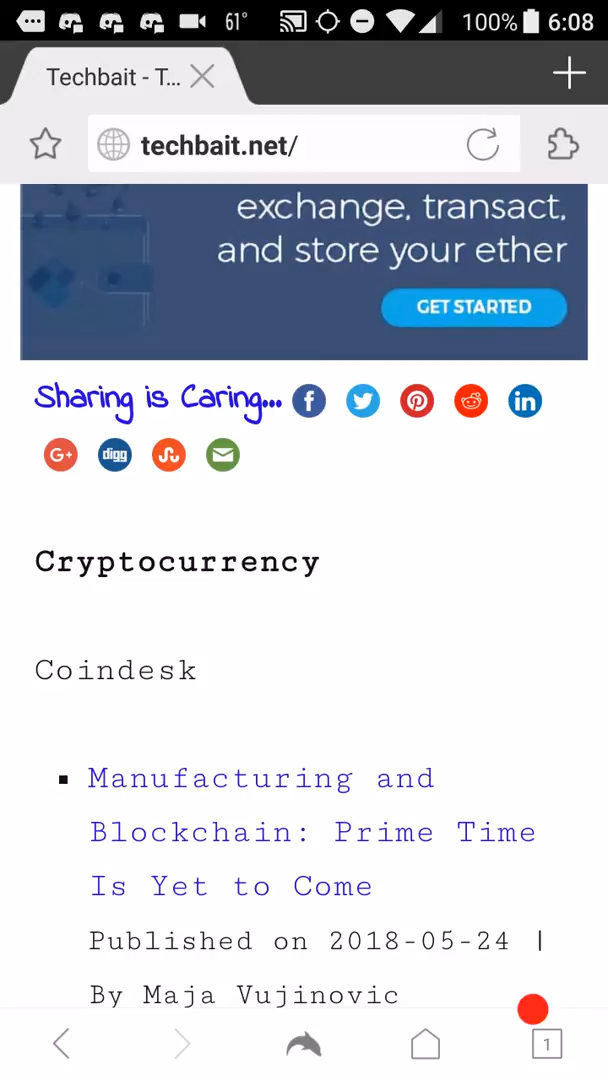 61° 100% 6:08
Techbait - T...
techbait.net/
exchange, transact,
and store your ether
GET STARTED
Sharing is Caring...
G+ digg
Cryptocurrency
Coindesk
Manufacturing and
Blockchain: Prime Time
Is Yet to Come
Published on 2018-05-24 |
By Maja Vujinovic
1